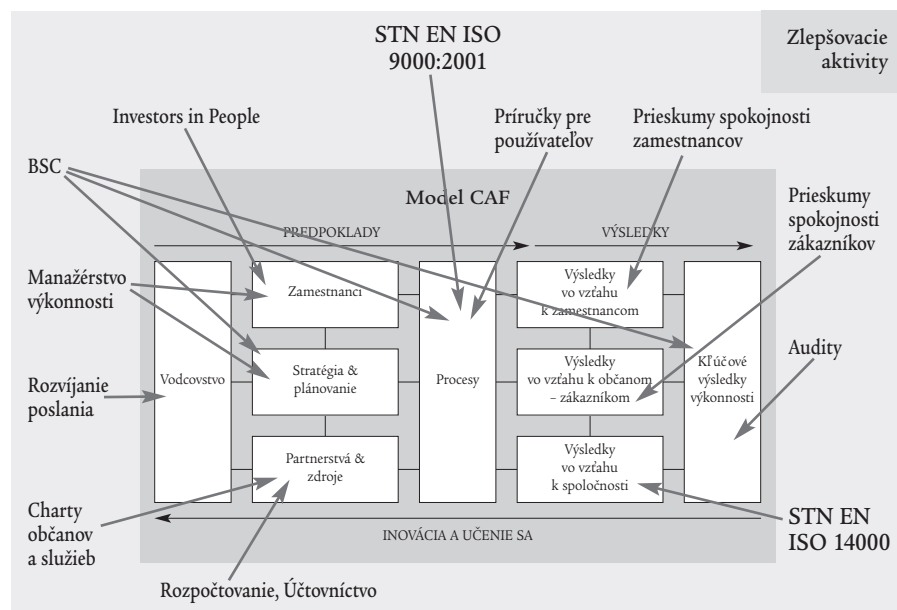 STN EN ISO
9000:2001
Zlepšovacie
aktivity
Investors in People
Príručky pre
používateľov
Prieskumy spokojnosti
zamestnancov
BSC
Model CAF
Prieskumy
spokojnosti
zákazníkov
PREDPOKLADY
VÝSLEDKY
Manažérstvo
výkonnosti
Zamestnanci
Výsledky
vo vzťahu
k zamestnancom
Rozvíjanie
poslania
Vodcovstvo
Stratégia &
plánovanie
Procesy
Výsledky
vo vzťahu k občanom
– zákazníkom
Kľúčové
výsledky
výkonnosti
Audity
Partnerstvá &
zdroje
Výsledky
vo vzťahu
k spoločnosti
Charty
občanov
a služieb
INOVÁCIA A UČENIE SA
STN EN
ISO 14000
Rozpočtovanie, Účtovníctvo